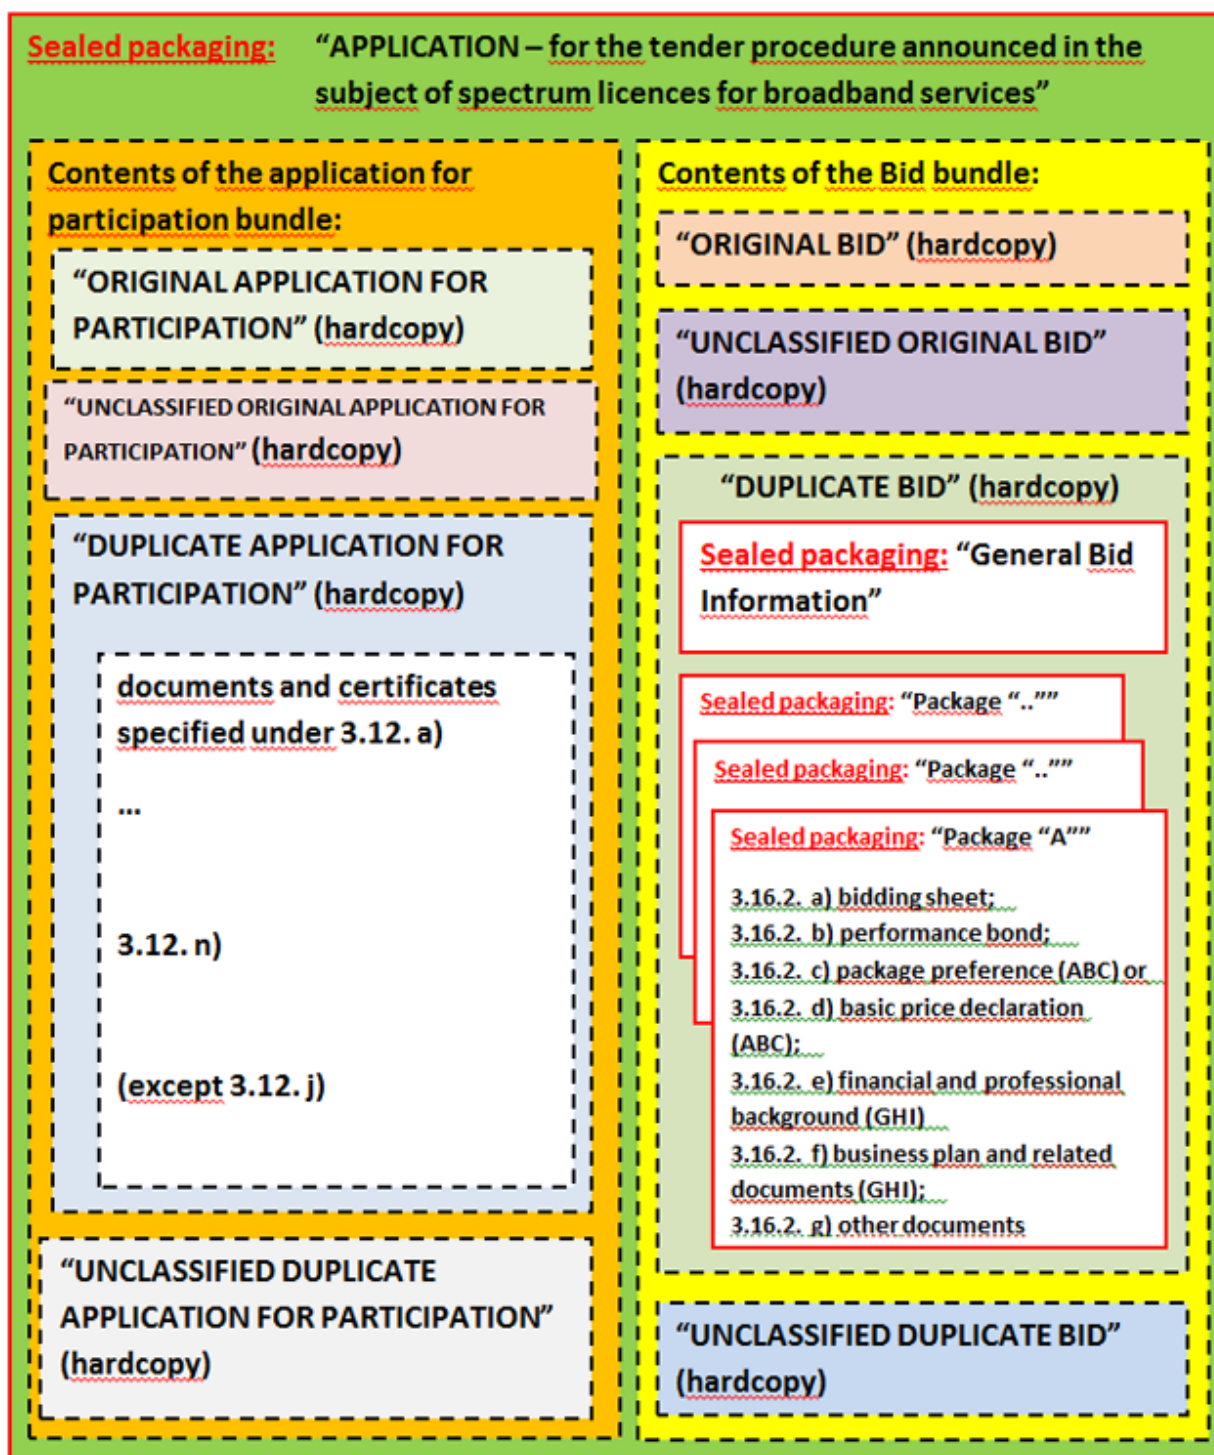 Sealed packaging: “APPLICATION – for the tender procedure announced in the
subject of spectrum licences for broadband services”
Contents of the application for
participation bundle:
“ORIGINAL APPLICATION FOR
PARTICIPATION” (hardcopy)
“UNCLASSIFIED ORIGINAL APPLICATION FOR
PARTICIPATION” (hardcopy)
“DUPLICATE APPLICATION FOR
PARTICIPATION” (hardcopy)
documents and certificates
specified under 3.12. a)
...
3.12. n)
(except 3.12. j)
“UNCLASSIFIED DUPLICATE
APPLICATION FOR PARTICIPATION”
(hardcopy)
Contents of the Bid bundle:
“ORIGINAL BID” (hardcopy)
“UNCLASSIFIED ORIGINAL BID”
(hardcopy)
“DUPLICATE BID” (hardcopy)
Sealed packaging: “General Bid
Information”
Sealed packaging: “Package “..””
Sealed packaging: “Package “..””
Sealed packaging: “Package “A””
3.16.2. a) bidding sheet;
3.16.2. b) performance bond;
3.16.2. c) package preference (ABC) or
3.16.2. d) basic price declaration
(ABC);
3.16.2. e) financial and professional
background (GHI)
3.16.2. f) business plan and related
documents (GHI);
3.16.2. g) other documents
“UNCLASSIFIED DUPLICATE BID”
(hardcopy)